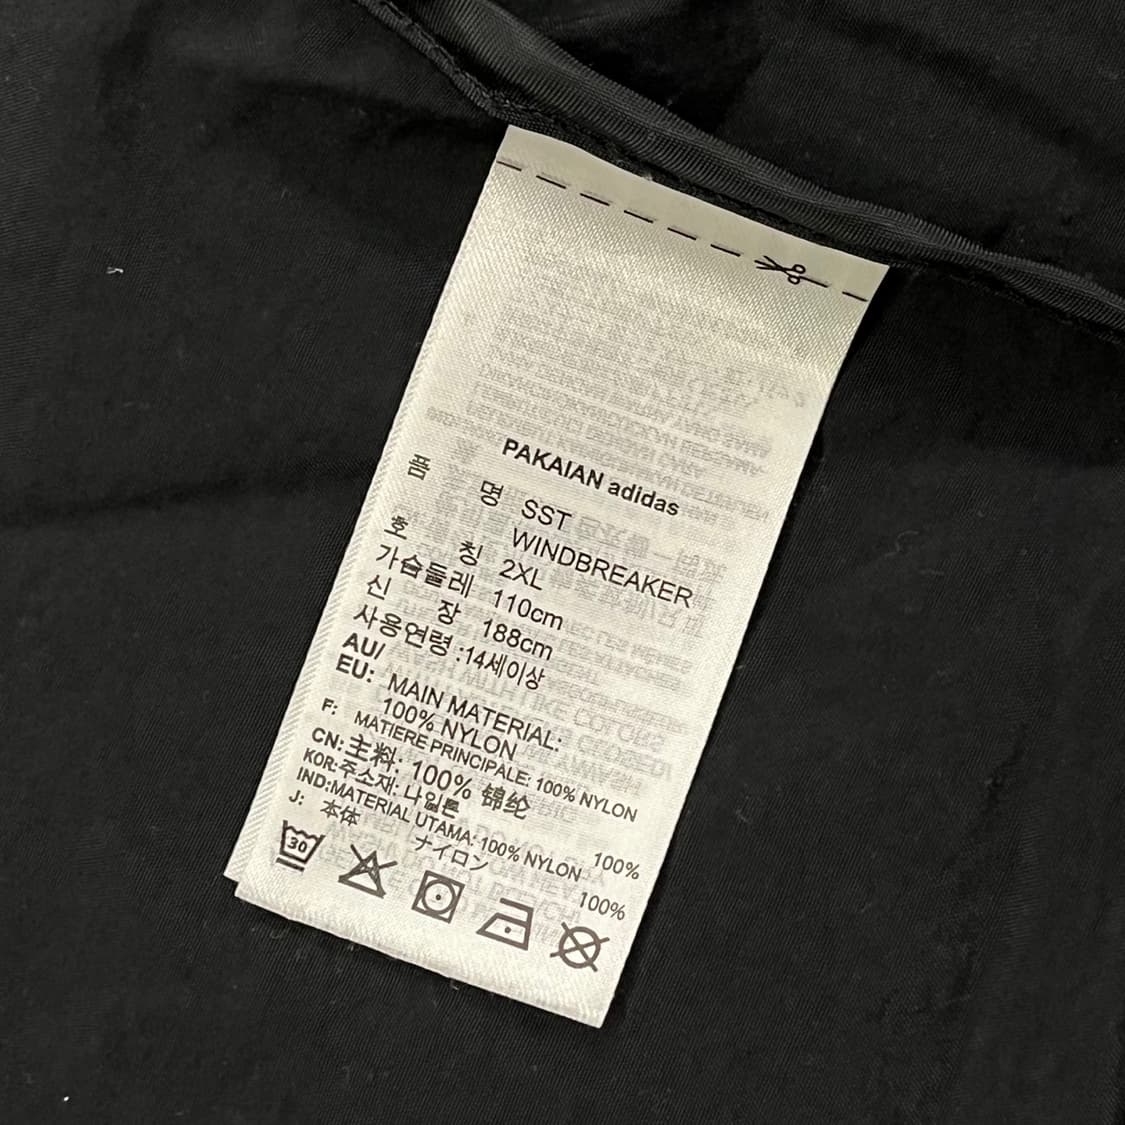 PAKAIAN adidas
품 명 SST
WINDBREAKER
호 칭 2XL
가슴둘레 110cm
신 장 188cm
사용연령 :14세이상
AU/
EU: MAIN MATERIAL:
100% NYLON
F: MATIERE PRINCIPALE: 100% NYLON
CN:主料: 100% 锦纶
KOR:주소재: 나일론 100%
IND:MATERIAL UTAMA: 100% NYLON
J: 本体 ナイロン 100%
30